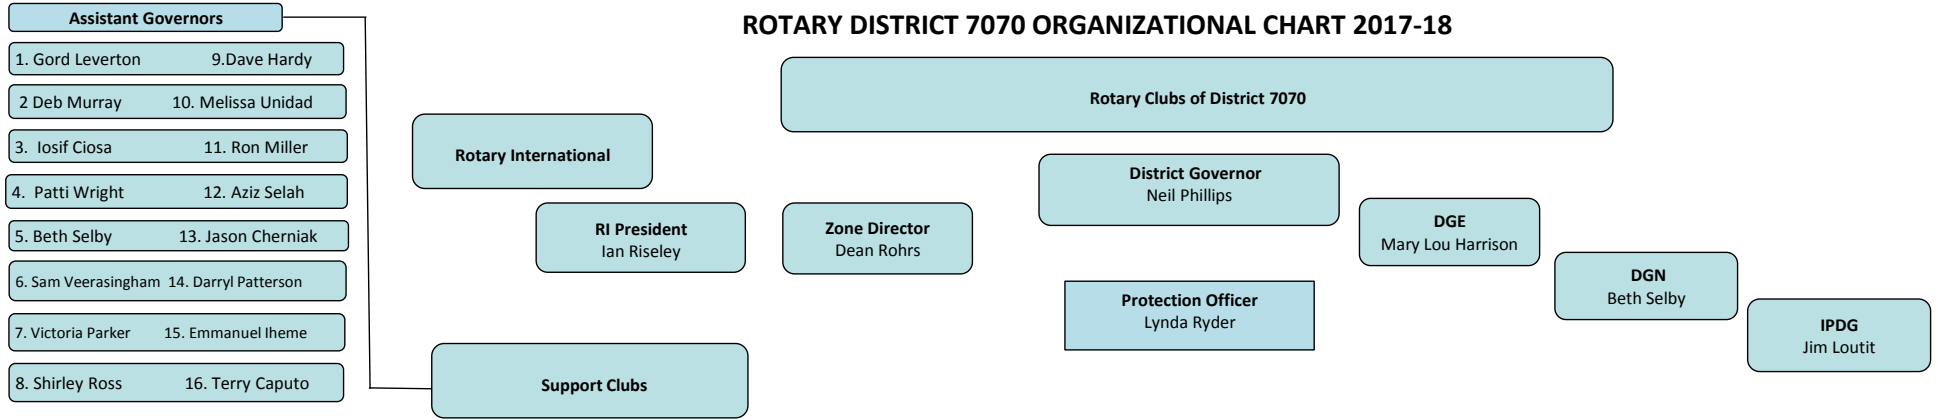 Assistant Governors
ROTARY DISTRICT 7070 ORGANIZATIONAL CHART 2017-18
1. Gord Leverton 9.Dave Hardy
2 Deb Murray 10. Melissa Unidad
3. Iosif Ciosa 11. Ron Miller
4. Patti Wright 12. Aziz Selah
5. Beth Selby 13. Jason Cherniak
6. Sam Veerasingham 14. Darryl Patterson
7. Victoria Parker 15. Emmanuel Iheme
8. Shirley Ross 16. Terry Caputo
Rotary Clubs of District 7070
Rotary International
RI President
Ian Riseley
Zone Director
Dean Rohrs
District Governor
Neil Phillips
DGE
Mary Lou Harrison
DGN
Beth Selby
IPDG
Jim Loutit
Protection Officer
Lynda Ryder
Support Clubs